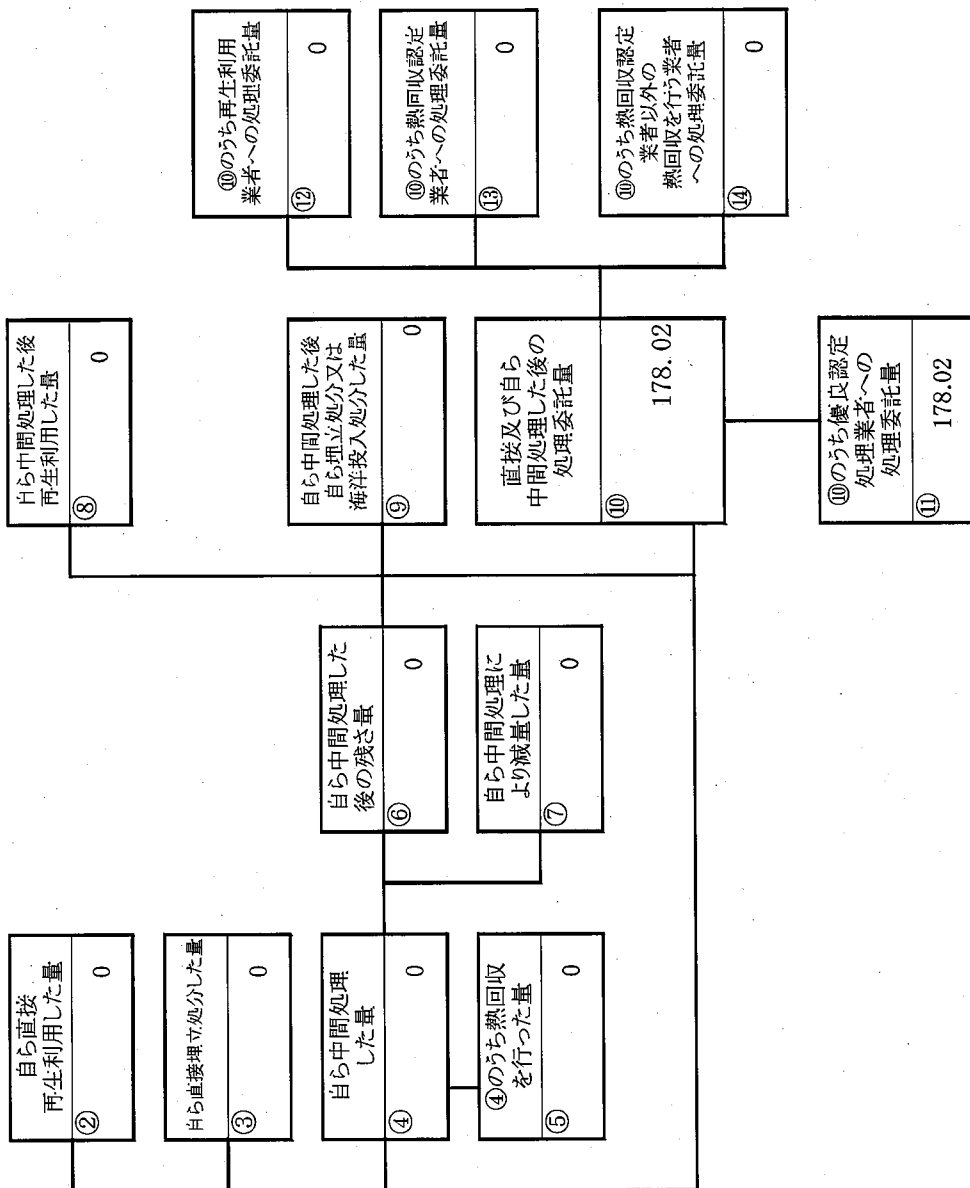 自ら直接
再生利用した量
②
0
自ら直接埋立処分した量
③
0
自ら中間処理
した量
④
0
④のうち熱回収
を行った量
⑤
0
自ら中間処理した
後の残さ量
⑥
0
自ら中間処理に
より減量した量
⑦
0
自ら中間処理した後
再生利用した量
⑧
0
自ら中間処理した後
自ら埋立処分又は
海洋投入処分した量
⑨
0
直接及び自ら
中間処理した後の
処理委託量
⑩
178.02
⑩のうち優良認定
処理業者への
処理委託量
⑪
178.02
⑩のうち再生利用
業者への処理委託量
⑫
0
⑩のうち熱回収認定
業者への処理委託量
⑬
0
⑩のうち熱回収認定
業者以外の
熱回収を行う業者
への処理委託量
⑭
0